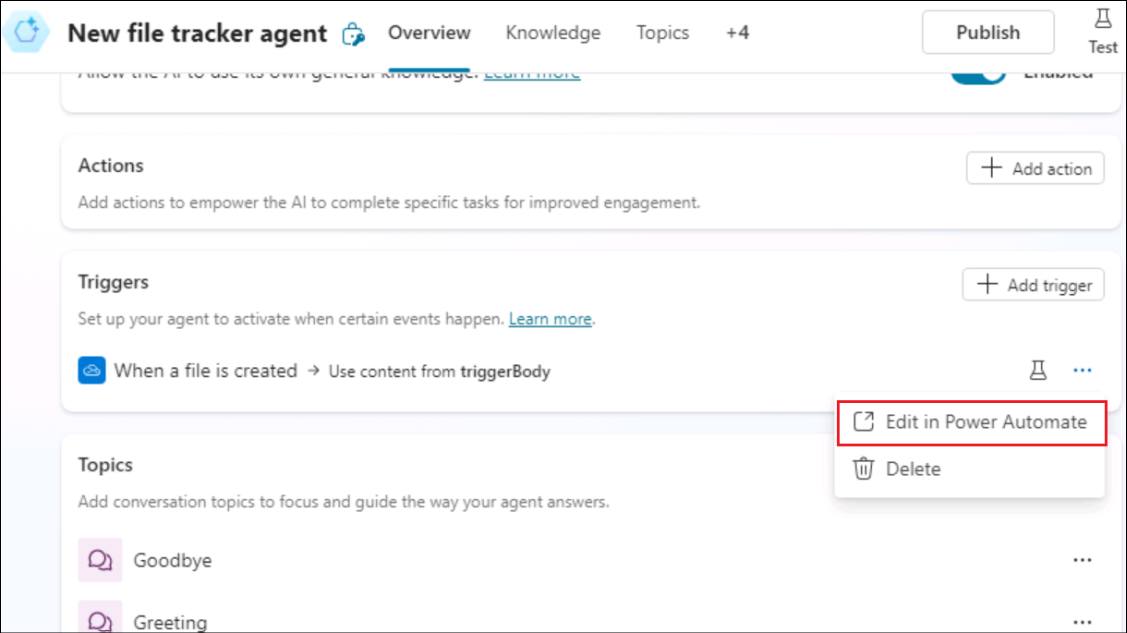 New file tracker agent Overview Knowledge Topics +4 Publish Test
Allow the AI to use its own general knowledge. Learn more Enabled
Actions
Add action
Add actions to empower the AI to complete specific tasks for improved engagement.
Triggers
Add trigger
Set up your agent to activate when certain events happen. Learn more.
When a file is created → Use content from triggerBody
Edit in Power Automate
Topics
Delete
Add conversation topics to focus and guide the way your agent answers.
Goodbye
Greeting